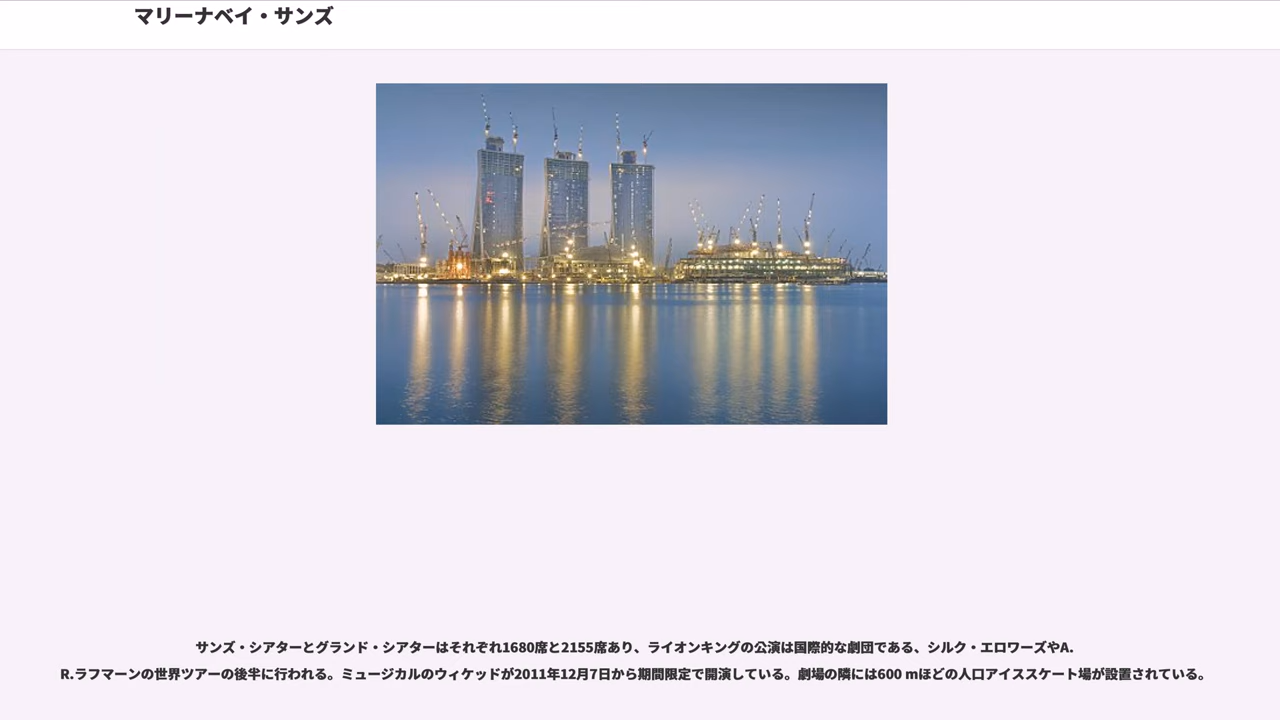 マリーナベイ・サンズ
サンズ・シアターとグランド・シアターはそれぞれ1680席と2155席あり、ライオンキングの公演は国際的な劇団である、シルク・エロワーズやA.
R.ラフマーンの世界ツアーの後半に行われる。ミュージカルのウィケッドが2011年12月7日から期間限定で開演している。劇場の隣には600 mほどの人口アイススケート場が設置されている。